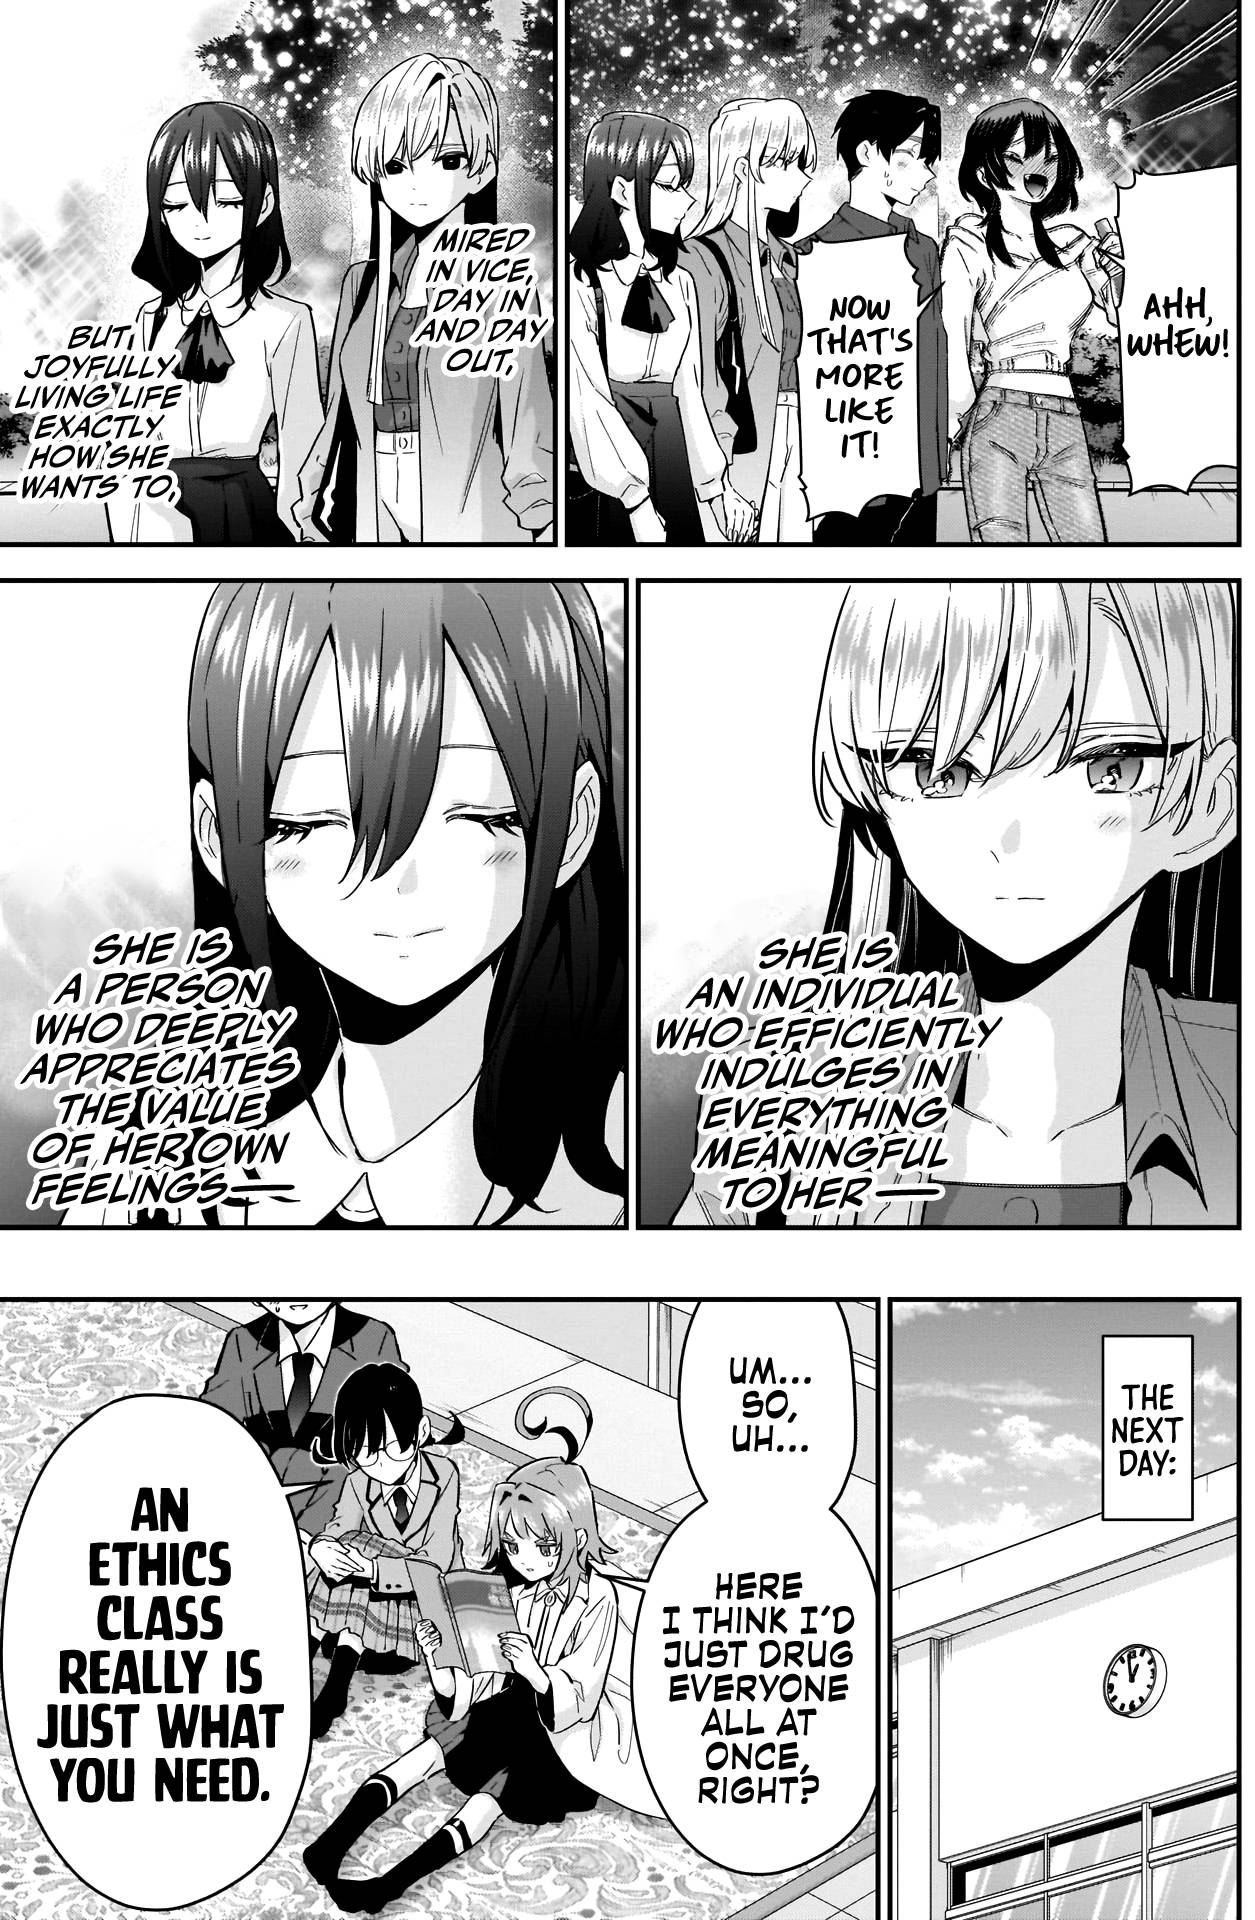 AHH,
WHEW!
NOW
THAT'S
MORE
LIKE
IT!
MIRED
IN VICE,
DAY IN
AND DAY
OUT,
BUT
JOYFULLY
LIVING LIFE
EXACTLY
HOW SHE
WANTS TO,
SHE IS
AN INDIVIDUAL
WHO EFFICIENTLY
INDULGES IN
EVERYTHING
MEANINGFUL
TO HER —
SHE IS
A PERSON
WHO DEEPLY
APPRECIATES
THE VALUE
OF HER OWN
FEELINGS —
THE
NEXT
DAY:
UM...
SO,
UH...
HERE
I THINK I'D
JUST DRUG
EVERYONE
ALL AT
ONCE,
RIGHT?
AN
ETHICS
CLASS
REALLY IS
JUST WHAT
YOU NEED.